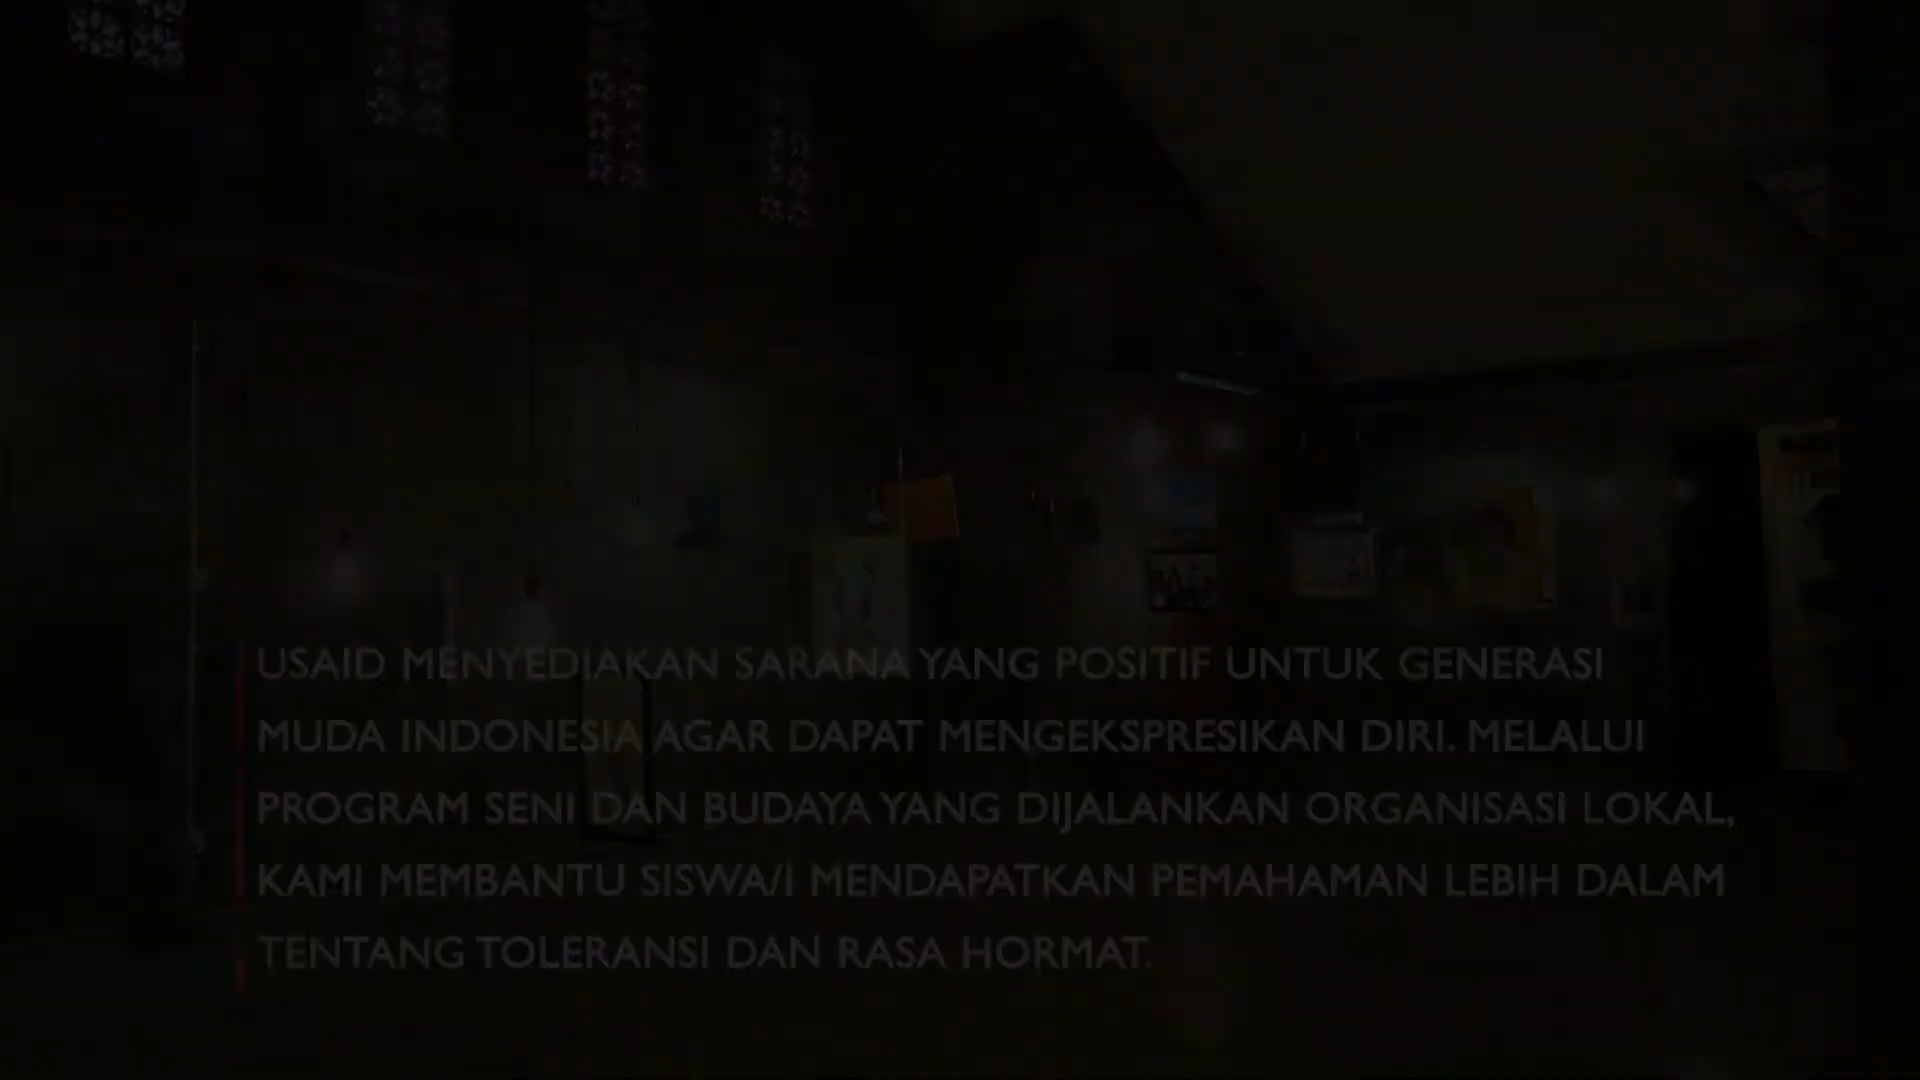 USAID MENYEDIAKAN SARANA YANG POSITIF UNTUK GENERASI
MUDA INDONESIA AGAR DAPAT MENGEKSPRESIKAN DIRI. MELALUI
PROGRAM SENI DAN BUDAYA YANG DIJALANKAN ORGANISASI LOKAL,
KAMI MEMBANTU SISWA/I MENDAPATKAN PEMAHAMAN LEBIH DALAM
TENTANG TOLERANSI DAN RASA HORMAT.